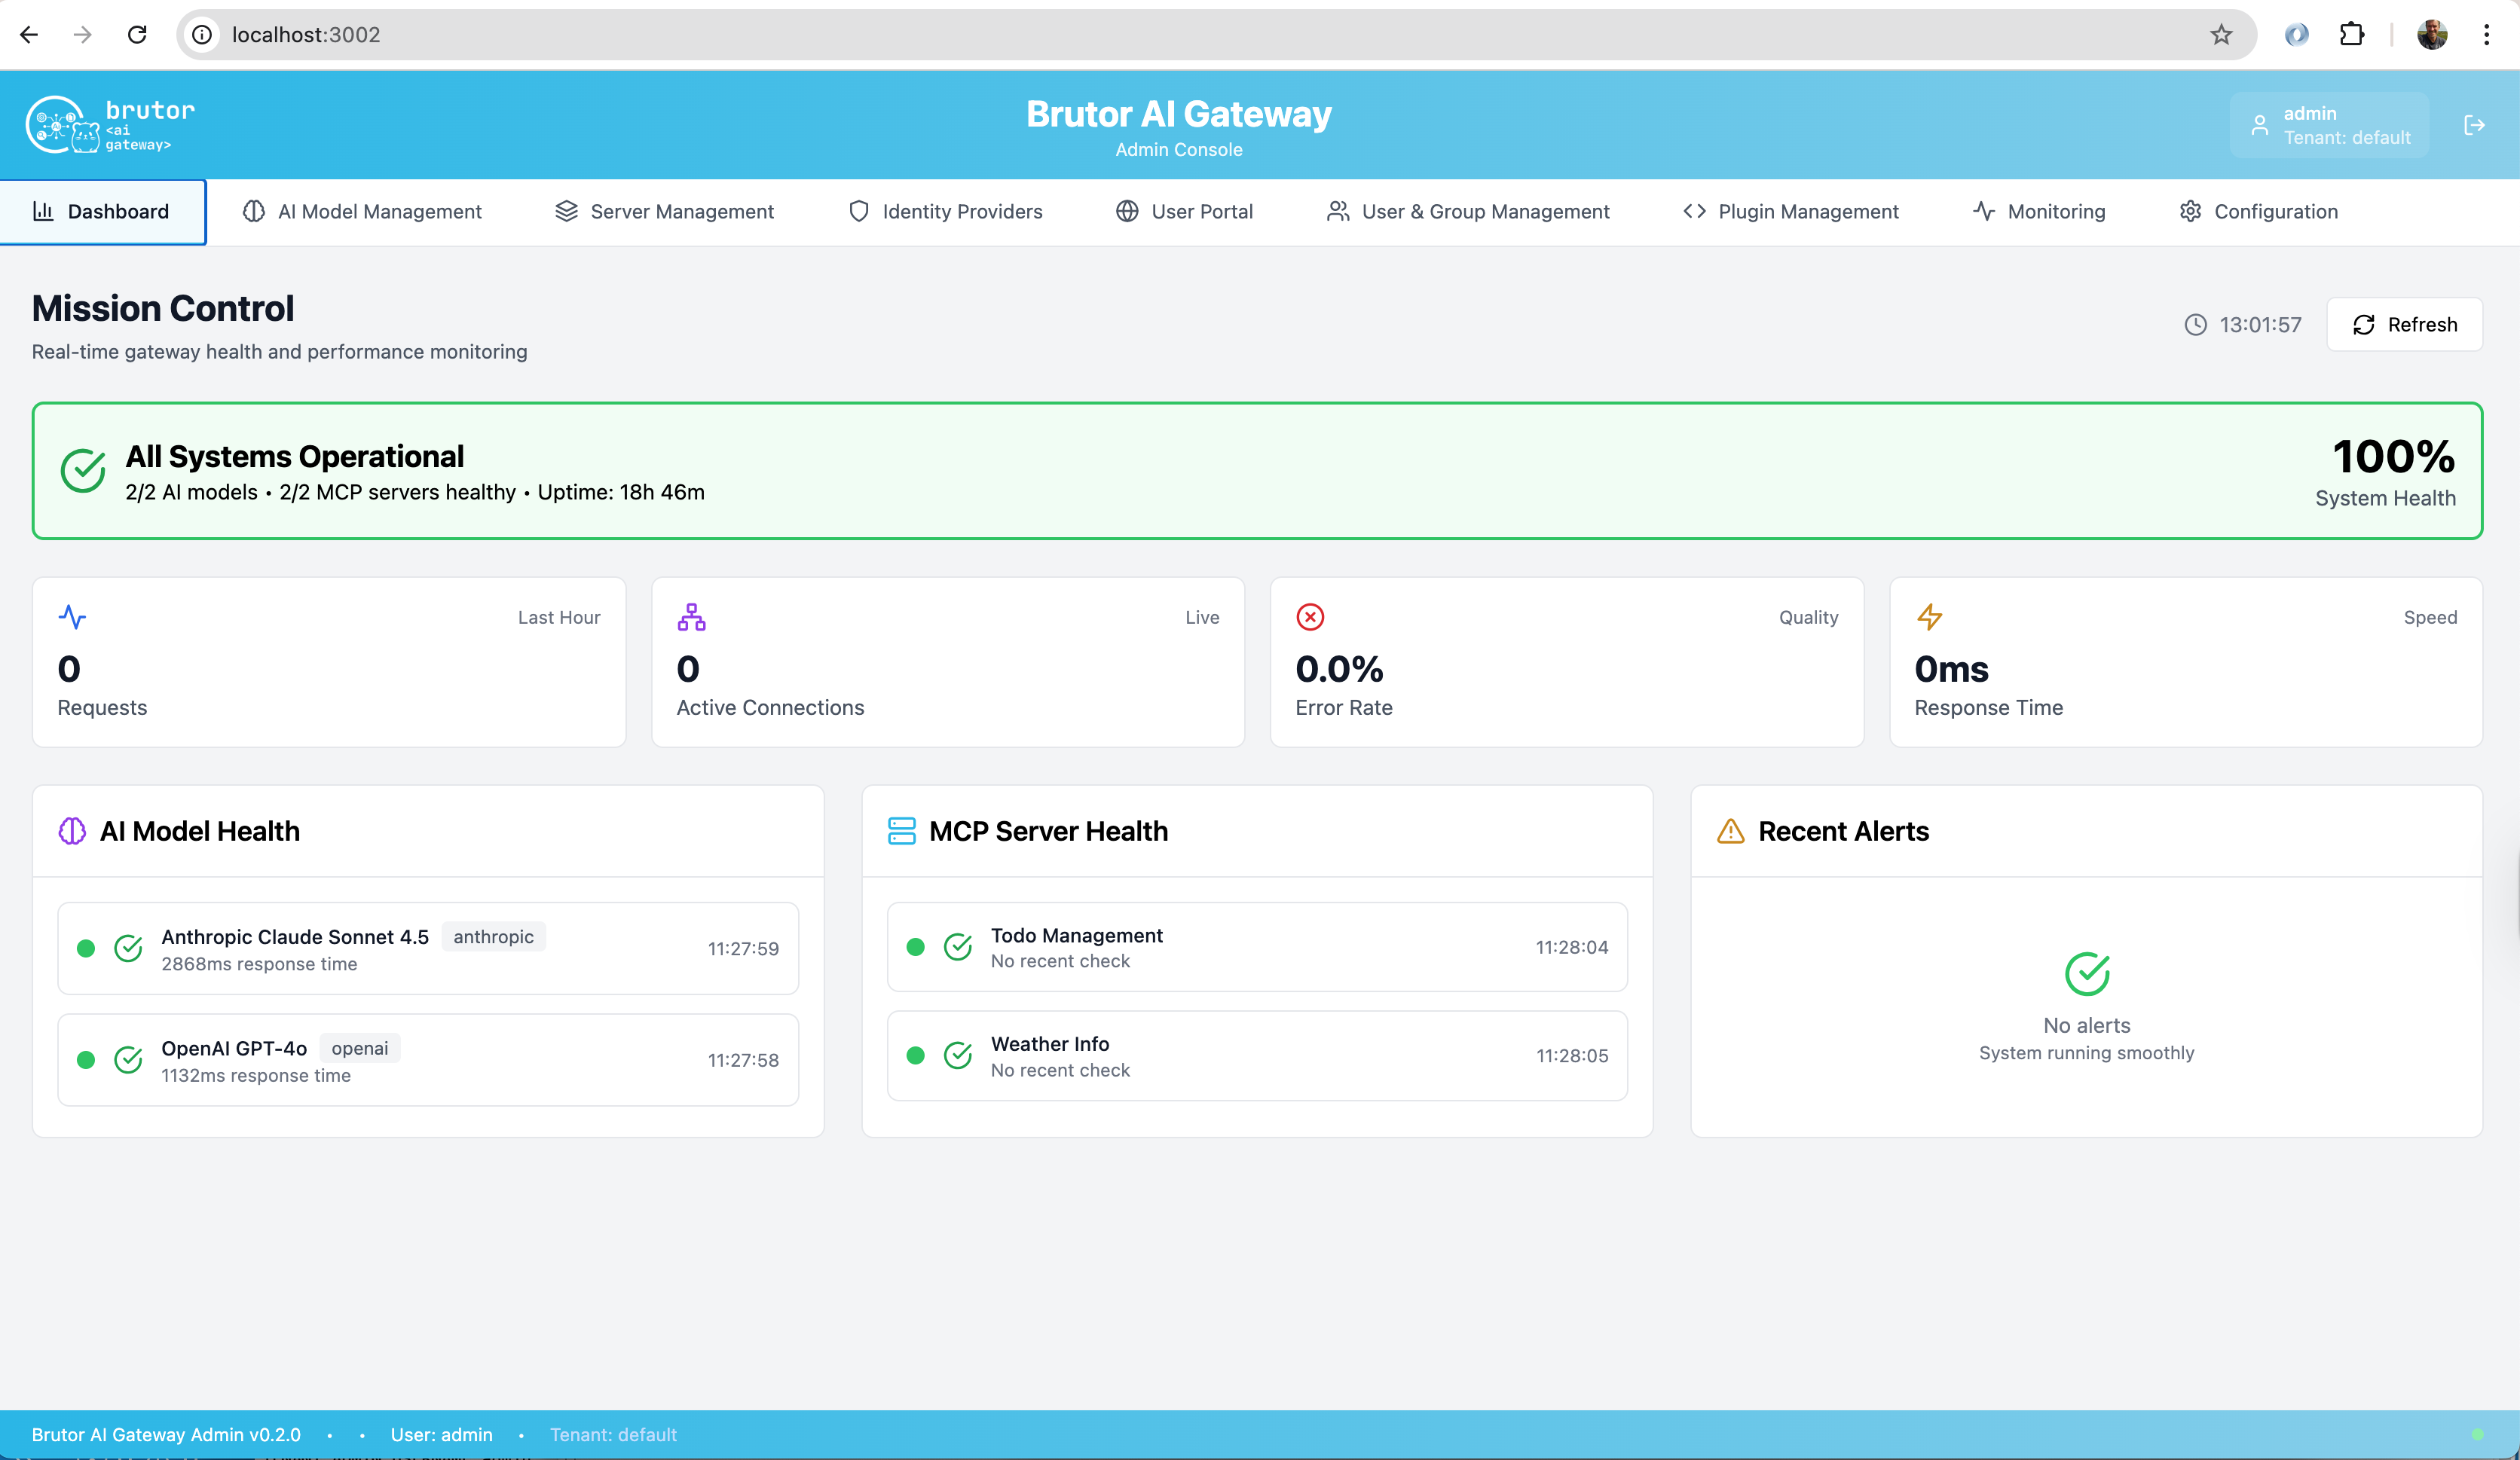 localhost:3002
brutor
<ai
gateway>
Brutor AI Gateway
Admin Console
admin
Tenant: default
Dashboard
AI Model Management
Server Management
Identity Providers
User Portal
User & Group Management
Plugin Management
Monitoring
Configuration
Mission Control
Real-time gateway health and performance monitoring
13:01:57
Refresh
All Systems Operational
2/2 AI models • 2/2 MCP servers healthy • Uptime: 18h 46m
100%
System Health
Last Hour
0
Requests
Live
0
Active Connections
Quality
0.0%
Error Rate
Speed
0ms
Response Time
AI Model Health
Anthropic Claude Sonnet 4.5 anthropic
2868ms response time
11:27:59
OpenAI GPT-4o openai
1132ms response time
11:27:58
MCP Server Health
Todo Management
No recent check
11:28:04
Weather Info
No recent check
11:28:05
Recent Alerts
No alerts
System running smoothly
Brutor AI Gateway Admin v0.2.0 • • User: admin • Tenant: default